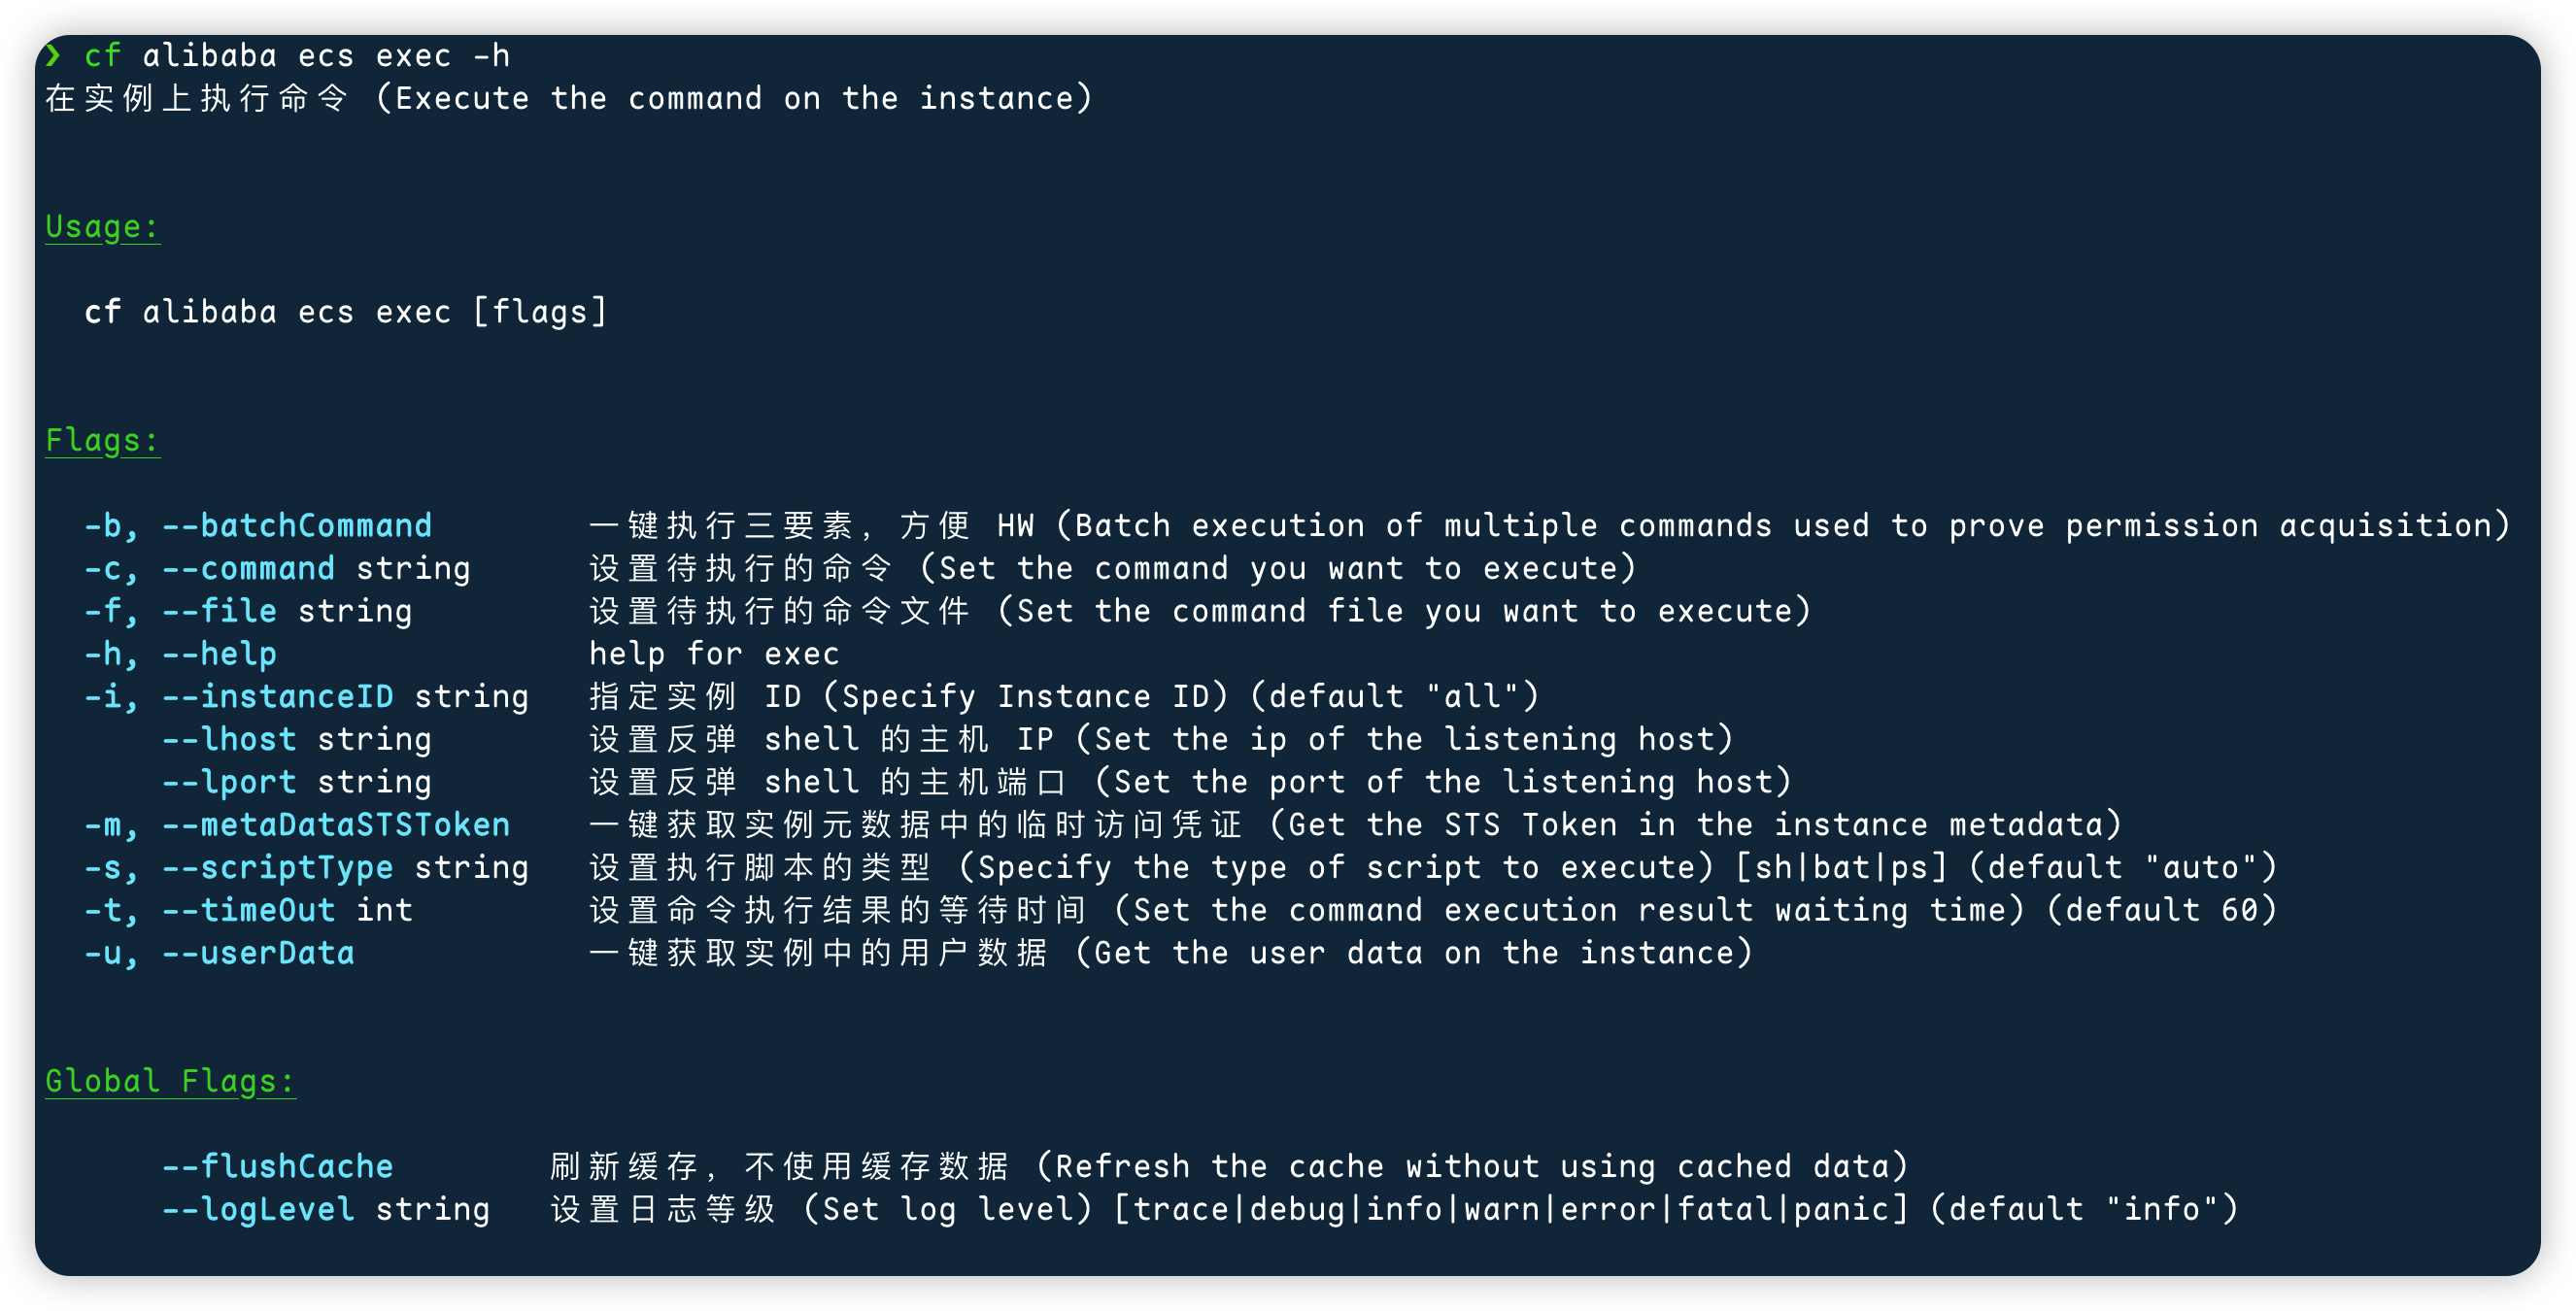 ❯ cf alibaba ecs exec -h
在实例上执行命令 (Execute the command on the instance)
Usage:
cf alibaba ecs exec [flags]
Flags:
-b, --batchCommand 一键执行三要素，方便 HW (Batch execution of multiple commands used to prove permission acquisition)
-c, --command string 设置待执行的命令 (Set the command you want to execute)
-f, --file string 设置待执行的命令文件 (Set the command file you want to execute)
-h, --help help for exec
-i, --instanceID string 指定实例 ID (Specify Instance ID) (default "all")
--lhost string 设置反弹 shell 的主机 IP (Set the ip of the listening host)
--lport string 设置反弹 shell 的主机端口 (Set the port of the listening host)
-m, --metaDataSTSToken 一键获取实例元数据中的临时访问凭证 (Get the STS Token in the instance metadata)
-s, --scriptType string 设置执行脚本的类型 (Specify the type of script to execute) [sh|bat|ps] (default "auto")
-t, --timeOut int 设置命令执行结果的等待时间 (Set the command execution result waiting time) (default 60)
-u, --userData 一键获取实例中的用户数据 (Get the user data on the instance)
Global Flags:
--flushCache 刷新缓存，不使用缓存数据 (Refresh the cache without using cached data)
--logLevel string 设置日志等级 (Set log level) [trace|debug|info|warn|error|fatal|panic] (default "info")